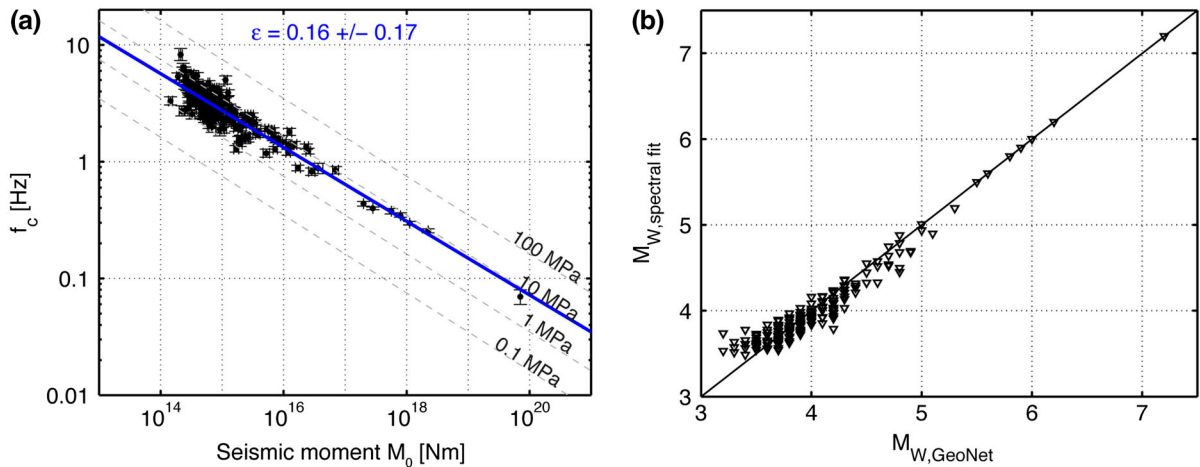 (a)
ε = 0.16 +/− 0.17
10
1
0.1
0.01
f_c [Hz]
100 MPa
10 MPa
1 MPa
0.1 MPa
10^14
10^16
10^18
10^20
Seismic moment M_0 [Nm]
(b)
7
6
5
4
3
M_W,spectral fit
3
4
5
6
7
M_W,GeoNet